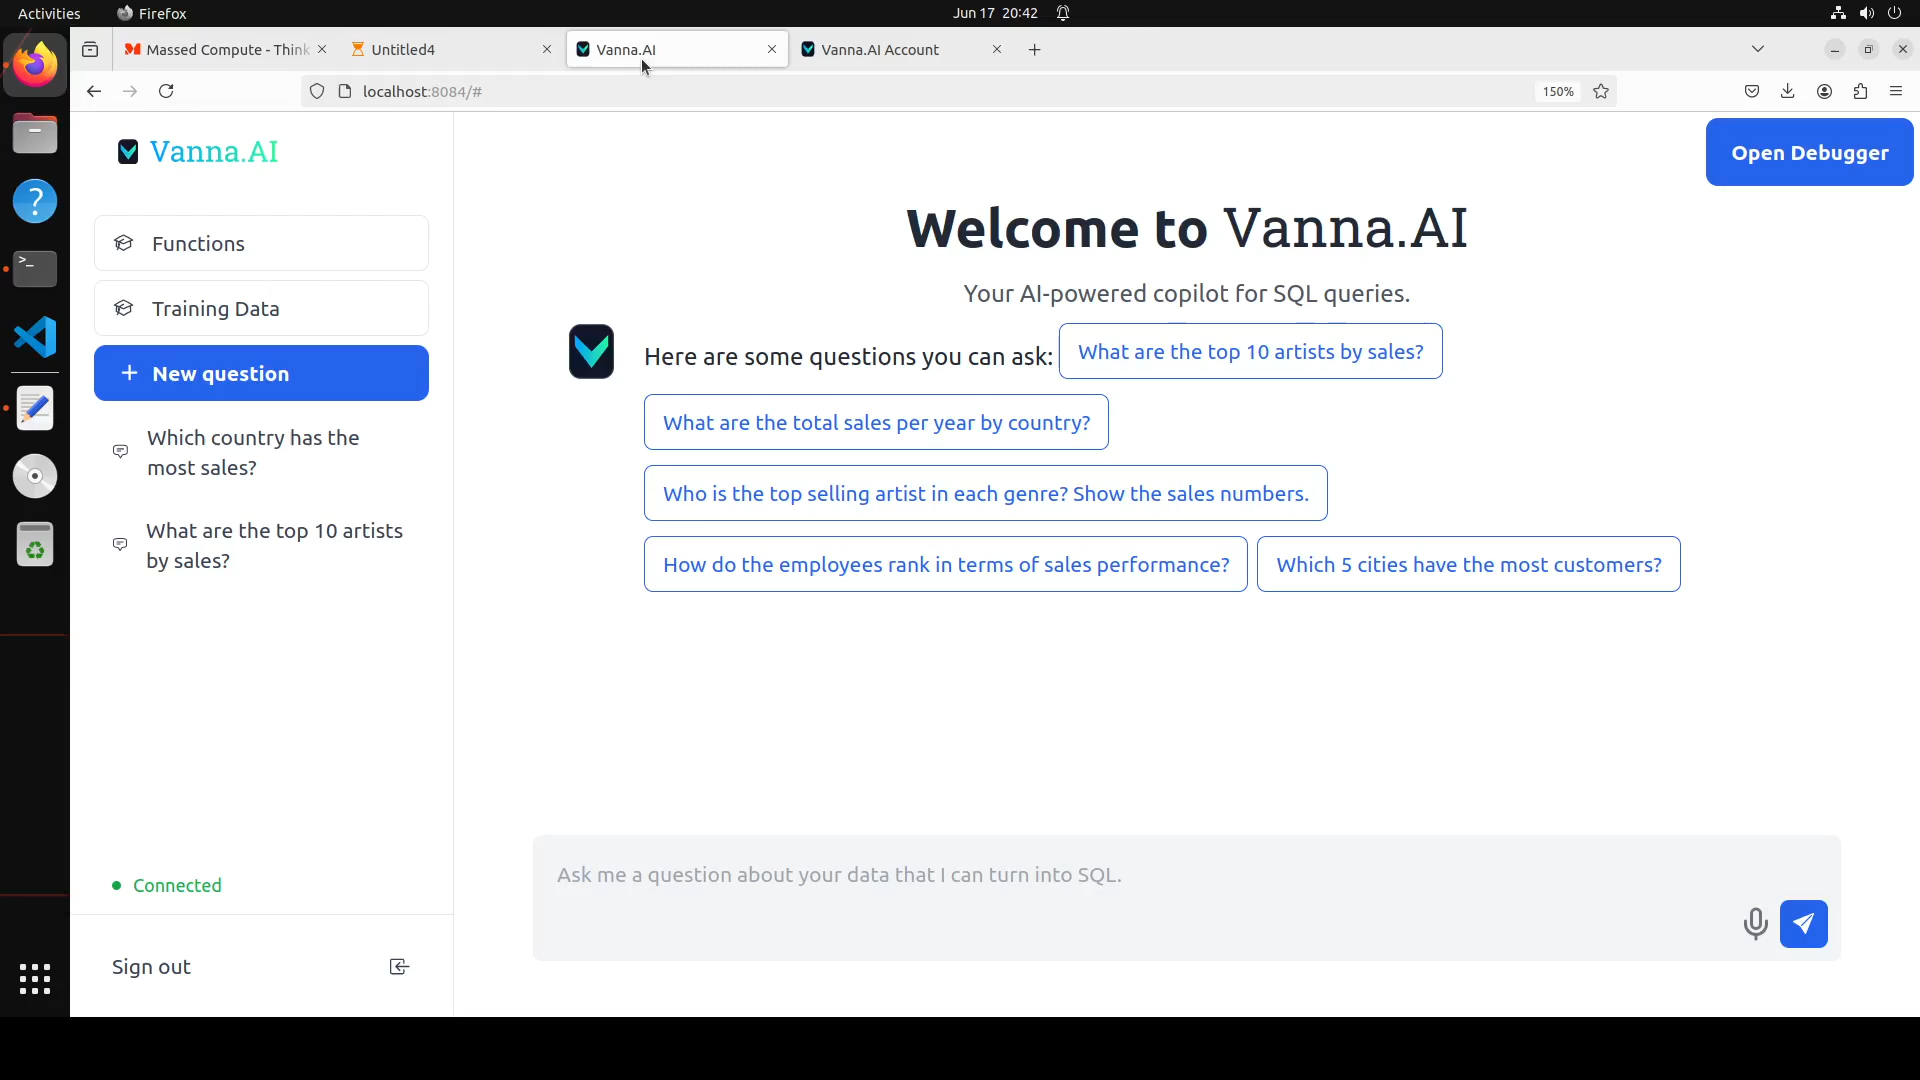 Activities
Firefox
Jun 17 20:42
Massed Compute - Think
Untitled4
Vanna.AI
Vanna.AI Account
localhost:8084/#
150%
Vanna.AI
Functions
Training Data
New question
Which country has the
most sales?
What are the top 10 artists
by sales?
Connected
Sign out
Open Debugger
Welcome to Vanna.AI
Your AI-powered copilot for SQL queries.
Here are some questions you can ask: What are the top 10 artists by sales?
What are the total sales per year by country?
Who is the top selling artist in each genre? Show the sales numbers.
How do the employees rank in terms of sales performance? Which 5 cities have the most customers?
Ask me a question about your data that I can turn into SQL.